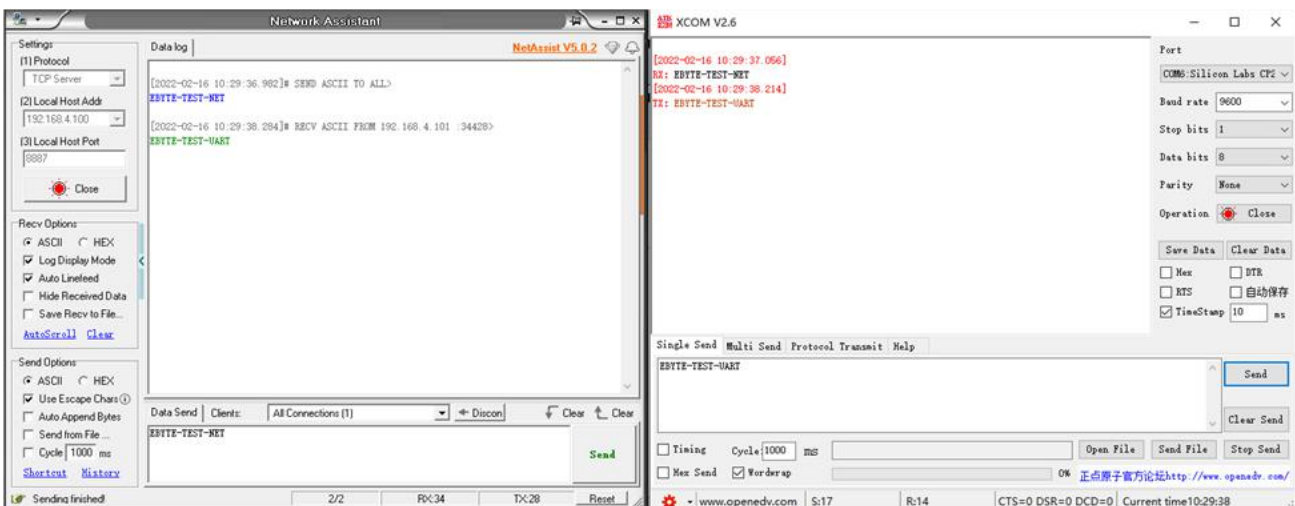 Network Assistant
Settings
(1) Protocol
TCP Server
(2) Local Host Addr
192.168.4.100
(3) Local Host Port
8887
Close
Recv Options
ASCII HEX
Log Display Mode
Auto Linefeed
Hide Received Data
Save Recv to File...
AutoScroll Clear
Send Options
ASCII HEX
Use Escape Chars
Auto Append Bytes
Send from File ...
Cycle 1000 ms
Shortcut History
Data log
NetAssist V5.0.2
[2022-02-16 10:29:36.982]# SEND ASCII TO ALL>
EBYTE-TEST-NET
[2022-02-16 10:29:38.284]# RECV ASCII FROM 192.168.4.101 :34428>
EBYTE-TEST-UART
Data Send Clients: All Connections (1) Discon Clear Clear
EBYTE-TEST-NET
Send
Sending finished! 2/2 RX:34 TX:28 Reset
XCOM V2.6
[2022-02-16 10:29:37.056]
RX: EBYTE-TEST-NET
[2022-02-16 10:29:38.214]
TX: EBYTE-TEST-UART
Port
COM6:Silicon Labs CP2
Baud rate 9600
Stop bits 1
Data bits 8
Parity None
Operation Close
Save Data Clear Data
Hex DTR
RTS 自动保存
TimeStamp 10 ms
Single Send Multi Send Protocol Transmit Help
EBYTE-TEST-UART
Send
Clear Send
Timing Cycle: 1000 ms Open File Send File Stop Send
Hex Send Wordwrap 0% 正点原子官方论坛http://www.openedv.com/
www.openedv.com S:17 R:14 CTS=0 DSR=0 DCD=0 Current time10:29:38